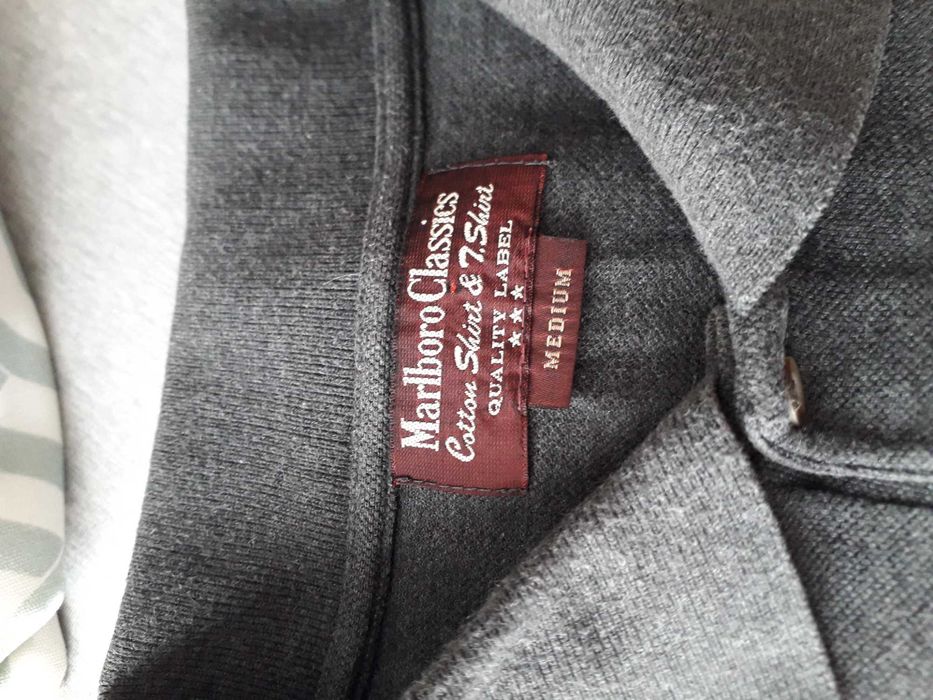 Marlboro Classics
Cotton Shirt & T.Shirt
QUALITY LABEL
★★★
MEDIUM